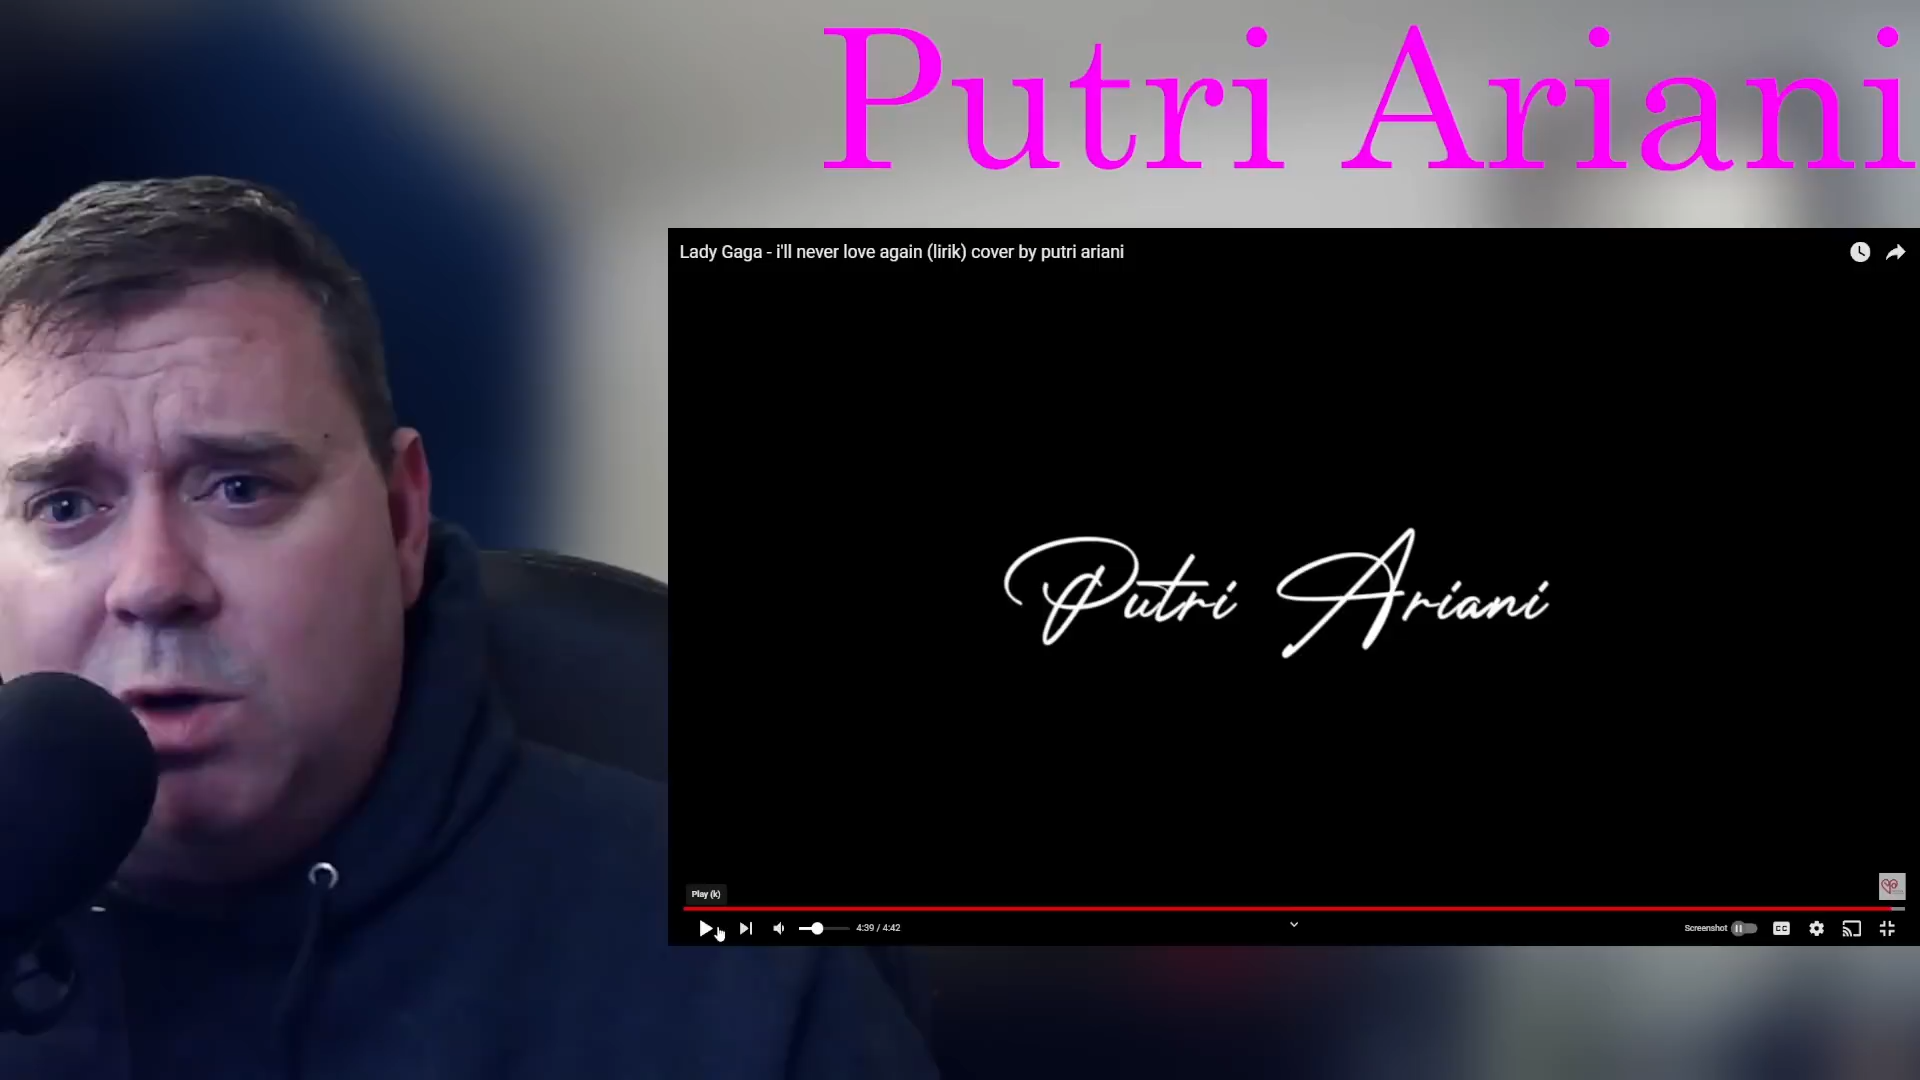 Putri Ariani
Lady Gaga - i'll never love again (lirik) cover by putri ariani
Putri Ariani
Play (k)
4:39 / 4:42
Screenshot
CC